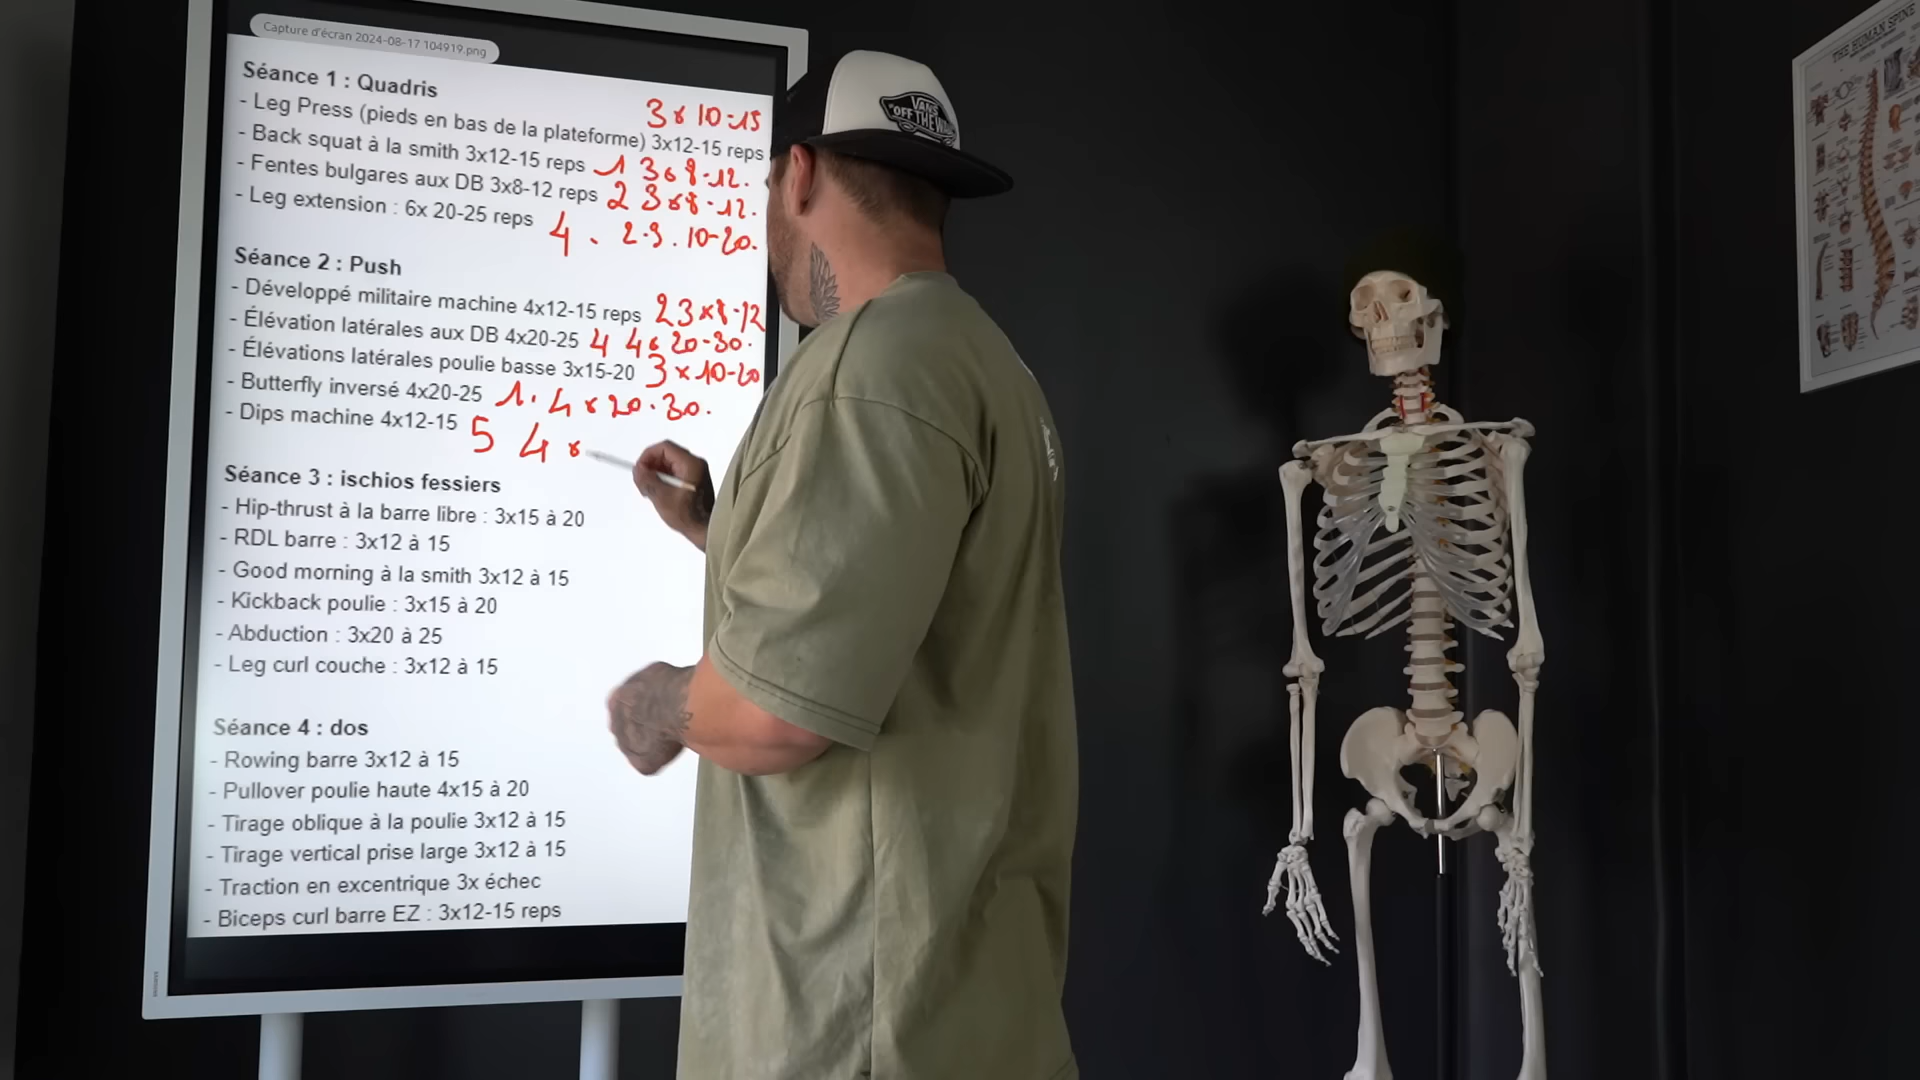 Capture d'écran 2024-08-17 104919.png
Séance 1 : Quadris
3 x 10-15
- Leg Press (pieds en bas de la plateforme) 3x12-15 reps
- Back squat à la smith 3x12-15 reps 1 3x8-12.
- Fentes bulgares aux DB 3x8-12 reps 2 3x8-12.
- Leg extension : 6x 20-25 reps 4. 2-3. 10-20.
Séance 2 : Push
- Développé militaire machine 4x12-15 reps 2 3x8-12
- Élévation latérales aux DB 4x20-25 4 4x20-30.
- Élévations latérales poulie basse 3x15-20 3x10-20
- Butterfly inversé 4x20-25 1. 4x20-30.
- Dips machine 4x12-15 5 4x
Séance 3 : ischios fessiers
- Hip-thrust à la barre libre : 3x15 à 20
- RDL barre : 3x12 à 15
- Good morning à la smith 3x12 à 15
- Kickback poulie : 3x15 à 20
- Abduction : 3x20 à 25
- Leg curl couche : 3x12 à 15
Séance 4 : dos
- Rowing barre 3x12 à 15
- Pullover poulie haute 4x15 à 20
- Tirage oblique à la poulie 3x12 à 15
- Tirage vertical prise large 3x12 à 15
- Traction en excentrique 3x échec
- Biceps curl barre EZ : 3x12-15 reps
VANS
"OFF THE WALL"
THE HUMAN SPINE